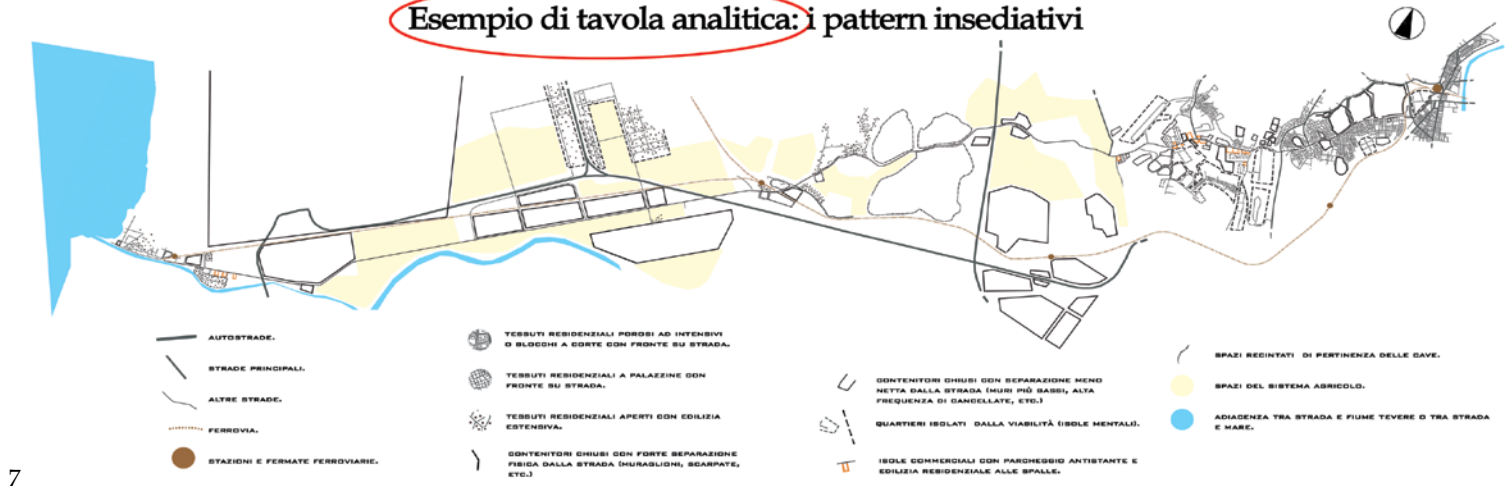 Esempio di tavola analitica: i pattern insediativi
AUTOSTRADE.
STRADE PRINCIPALI.
ALTRE STRADE.
FERROVIA.
STAZIONI E FERMATE FERROVIARIE.
TESSUTI RESIDENZIALI POROSI AD INTENSIVI
O BLOCCHI A CORTE CON FRONTE SU STRADA.
TESSUTI RESIDENZIALI A PALAZZINE CON
FRONTE SU STRADA.
TESSUTI RESIDENZIALI APERTI CON EDILIZIA
ESTENSIVA.
CONTENITORI CHIUSI CON FORTE SEPARAZIONE
FISICA DALLA STRADA (MURAGLIONI, SCARPATE,
ETC.)
CONTENITORI CHIUSI CON SEPARAZIONE MENO
NETTA DALLA STRADA (MURI PIÙ BASSI, ALTA
FREQUENZA DI CANCELLATE, ETC.)
QUARTIERI ISOLATI DALLA VIABILITÀ (ISOLE MENTALI).
ISOLE COMMERCIALI CON PARCHEGGIO ANTISTANTE E
EDILIZIA RESIDENZIALE ALLE SPALLE.
SPAZI RECINTATI DI PERTINENZA DELLE CAVE.
SPAZI DEL SISTEMA AGRICOLO.
ADIACENZA TRA STRADA E FIUME TEVERE O TRA STRADA
E MARE.
7